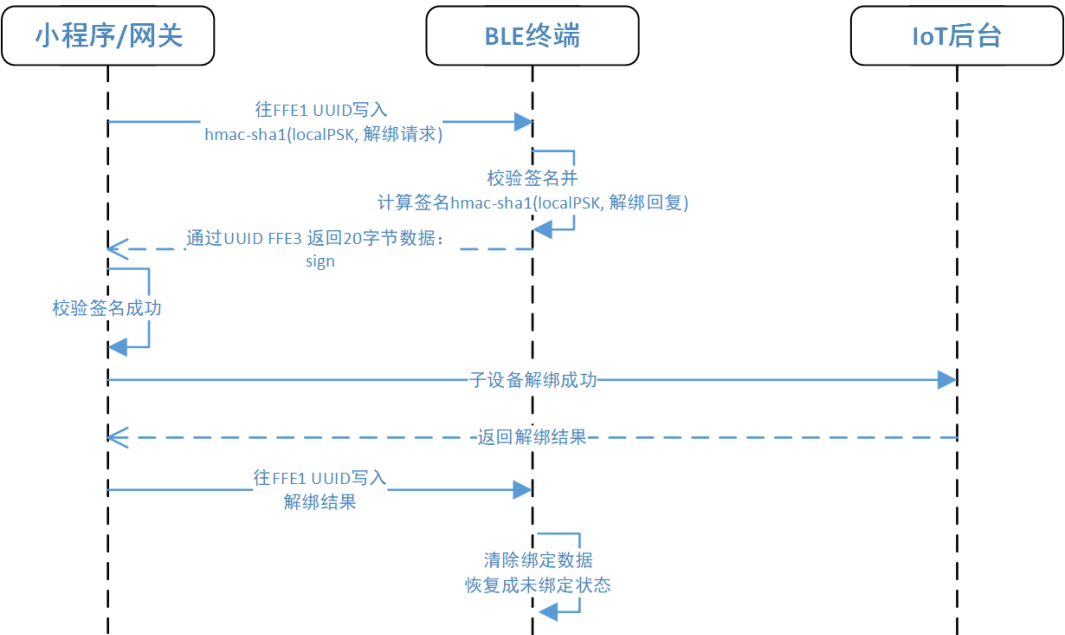 小程序/网关
BLE终端
IoT后台
往FFE1 UUID写入
hmac-sha1(localPSK, 解绑请求)
校验签名并
计算签名hmac-sha1(localPSK, 解绑回复)
通过UUID FFE3 返回20字节数据：
sign
校验签名成功
子设备解绑成功
返回解绑结果
往FFE1 UUID写入
解绑结果
清除绑定数据
恢复成未绑定状态